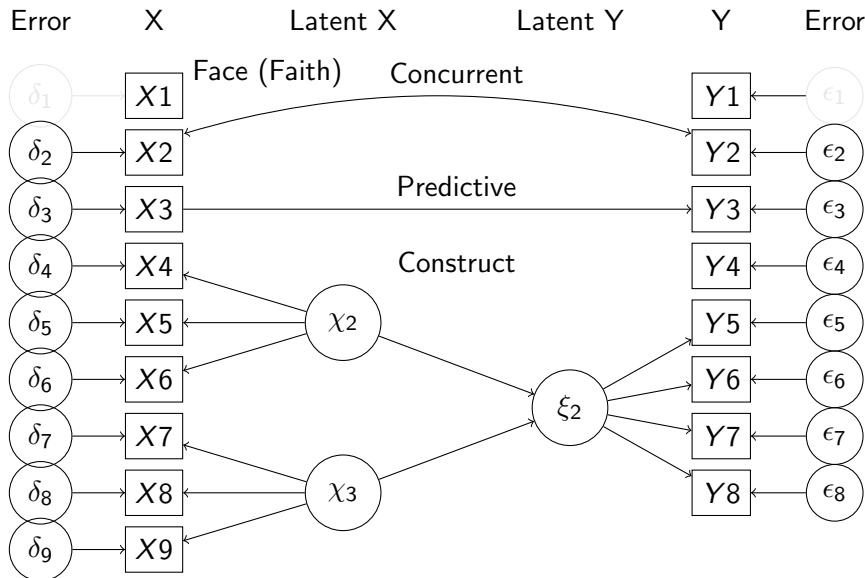 Error X Latent X Latent Y Y Error
Face (Faith) Concurrent
δ₁ X1 Y1 ϵ₁
δ₂ X2 Y2 ϵ₂
Predictive
δ₃ X3 Y3 ϵ₃
δ₄ X4 Construct Y4 ϵ₄
δ₅ X5 χ₂ Y5 ϵ₅
δ₆ X6 Y6 ϵ₆
ξ₂
δ₇ X7 Y7 ϵ₇
δ₈ X8 χ₃ Y8 ϵ₈
δ₉ X9